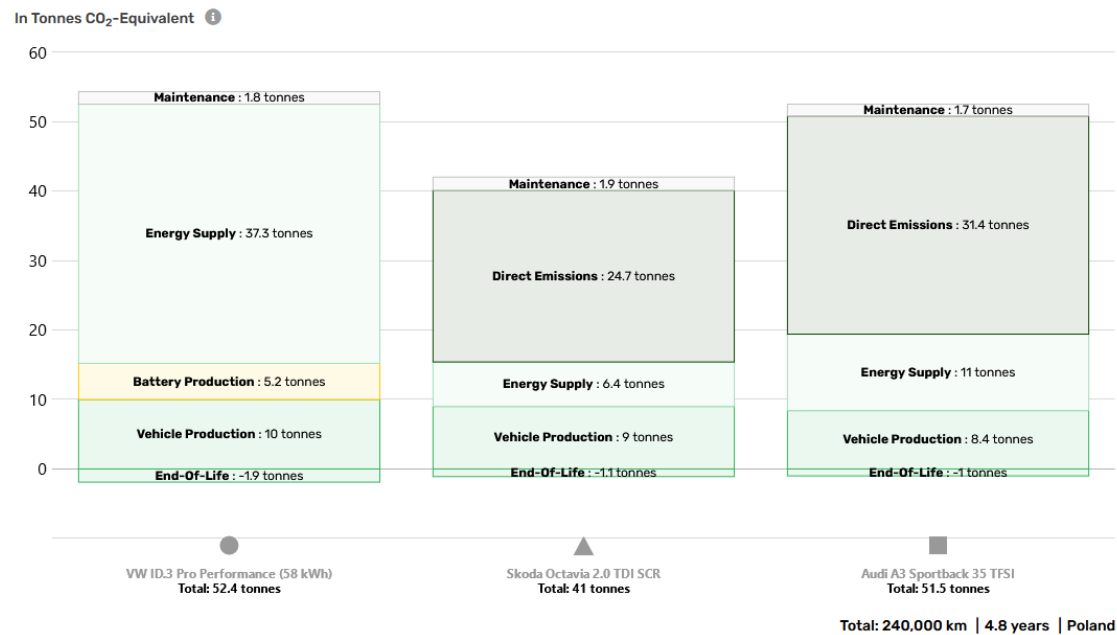 In Tonnes CO₂-Equivalent
60
50
40
30
20
10
0
Maintenance : 1.8 tonnes
Energy Supply : 37.3 tonnes
Battery Production : 5.2 tonnes
Vehicle Production : 10 tonnes
End-Of-Life : -1.9 tonnes
Maintenance : 1.9 tonnes
Direct Emissions : 24.7 tonnes
Energy Supply : 6.4 tonnes
Vehicle Production : 9 tonnes
End-Of-Life : -1.1 tonnes
Maintenance : 1.7 tonnes
Direct Emissions : 31.4 tonnes
Energy Supply : 11 tonnes
Vehicle Production : 8.4 tonnes
End-Of-Life : -1 tonnes
VW ID.3 Pro Performance (58 kWh)
Total: 52.4 tonnes
Skoda Octavia 2.0 TDI SCR
Total: 41 tonnes
Audi A3 Sportback 35 TFSI
Total: 51.5 tonnes
Total: 240,000 km | 4.8 years | Poland